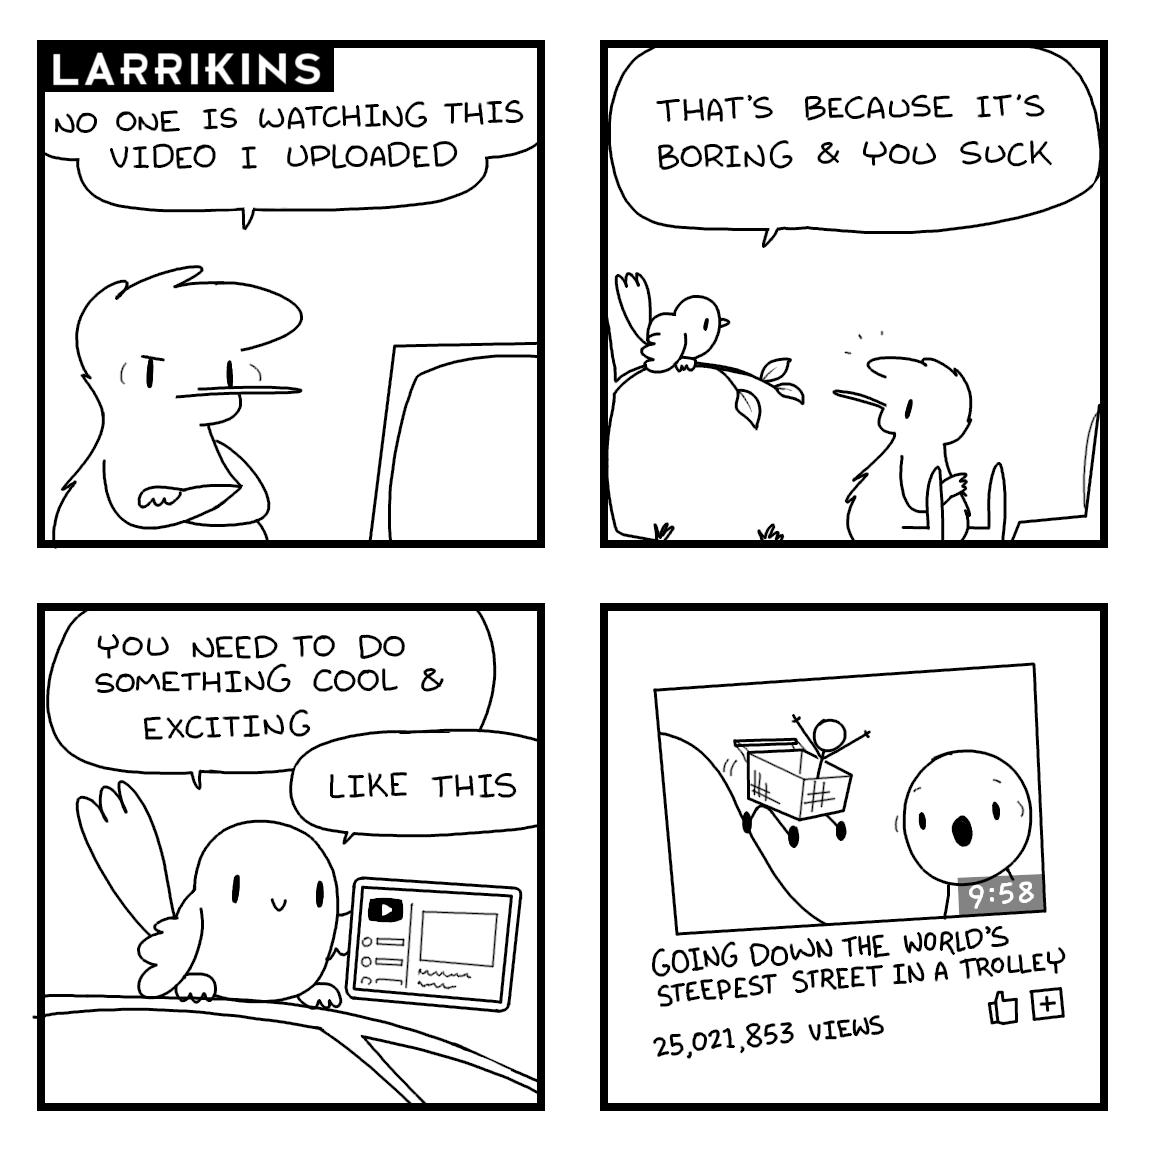 LARRIKINS
NO ONE IS WATCHING THIS
VIDEO I UPLOADED
THAT'S BECAUSE IT'S
BORING & YOU SUCK
YOU NEED TO DO
SOMETHING COOL &
EXCITING
LIKE THIS
9:58
GOING DOWN THE WORLD'S
STEEPEST STREET IN A TROLLEY
25,021,853 VIEWS